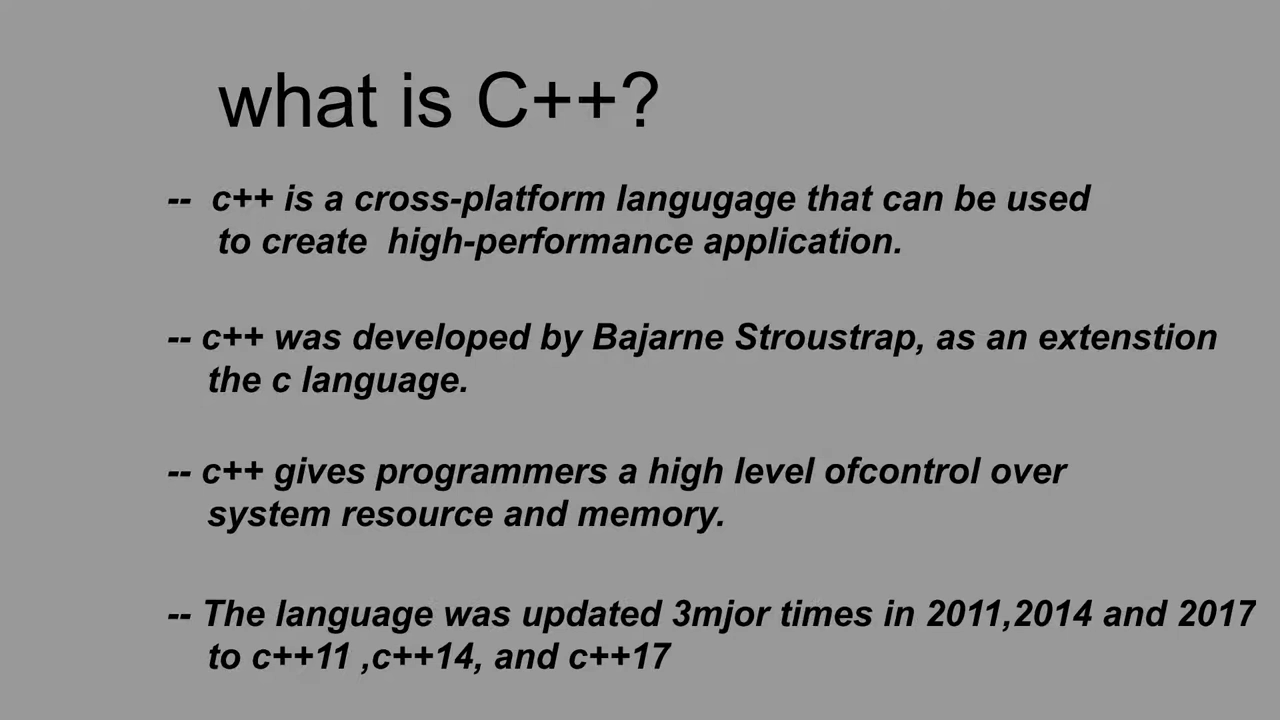 what is C++?
-- c++ is a cross-platform langugage that can be used
to create high-performance application.
-- c++ was developed by Bajarne Stroustrap, as an extenstion
the c language.
-- c++ gives programmers a high level ofcontrol over
system resource and memory.
-- The language was updated 3mjor times in 2011,2014 and 2017
to c++11 ,c++14, and c++17